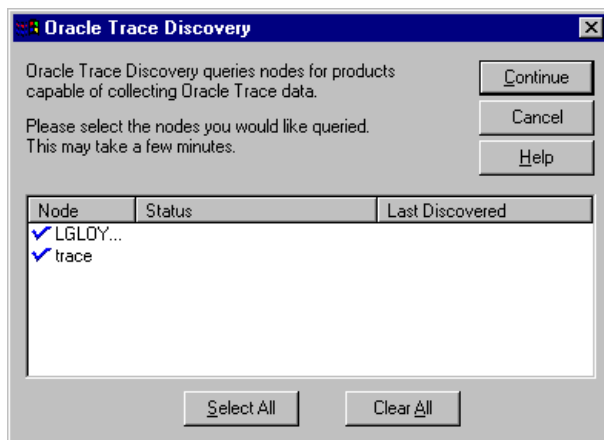 Oracle Trace Discovery
Oracle Trace Discovery queries nodes for products
capable of collecting Oracle Trace data.
Please select the nodes you would like queried.
This may take a few minutes.
Continue
Cancel
Help
Node Status Last Discovered
LGLOY...
trace
Select All Clear All